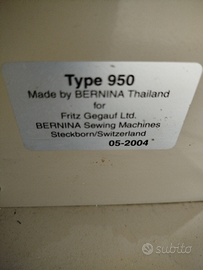 Type 950
Made by BERNINA Thailand
for
Fritz Gegauf Ltd.
BERNINA Sewing Machines
Steckborn/Switzerland
05-2004
subito